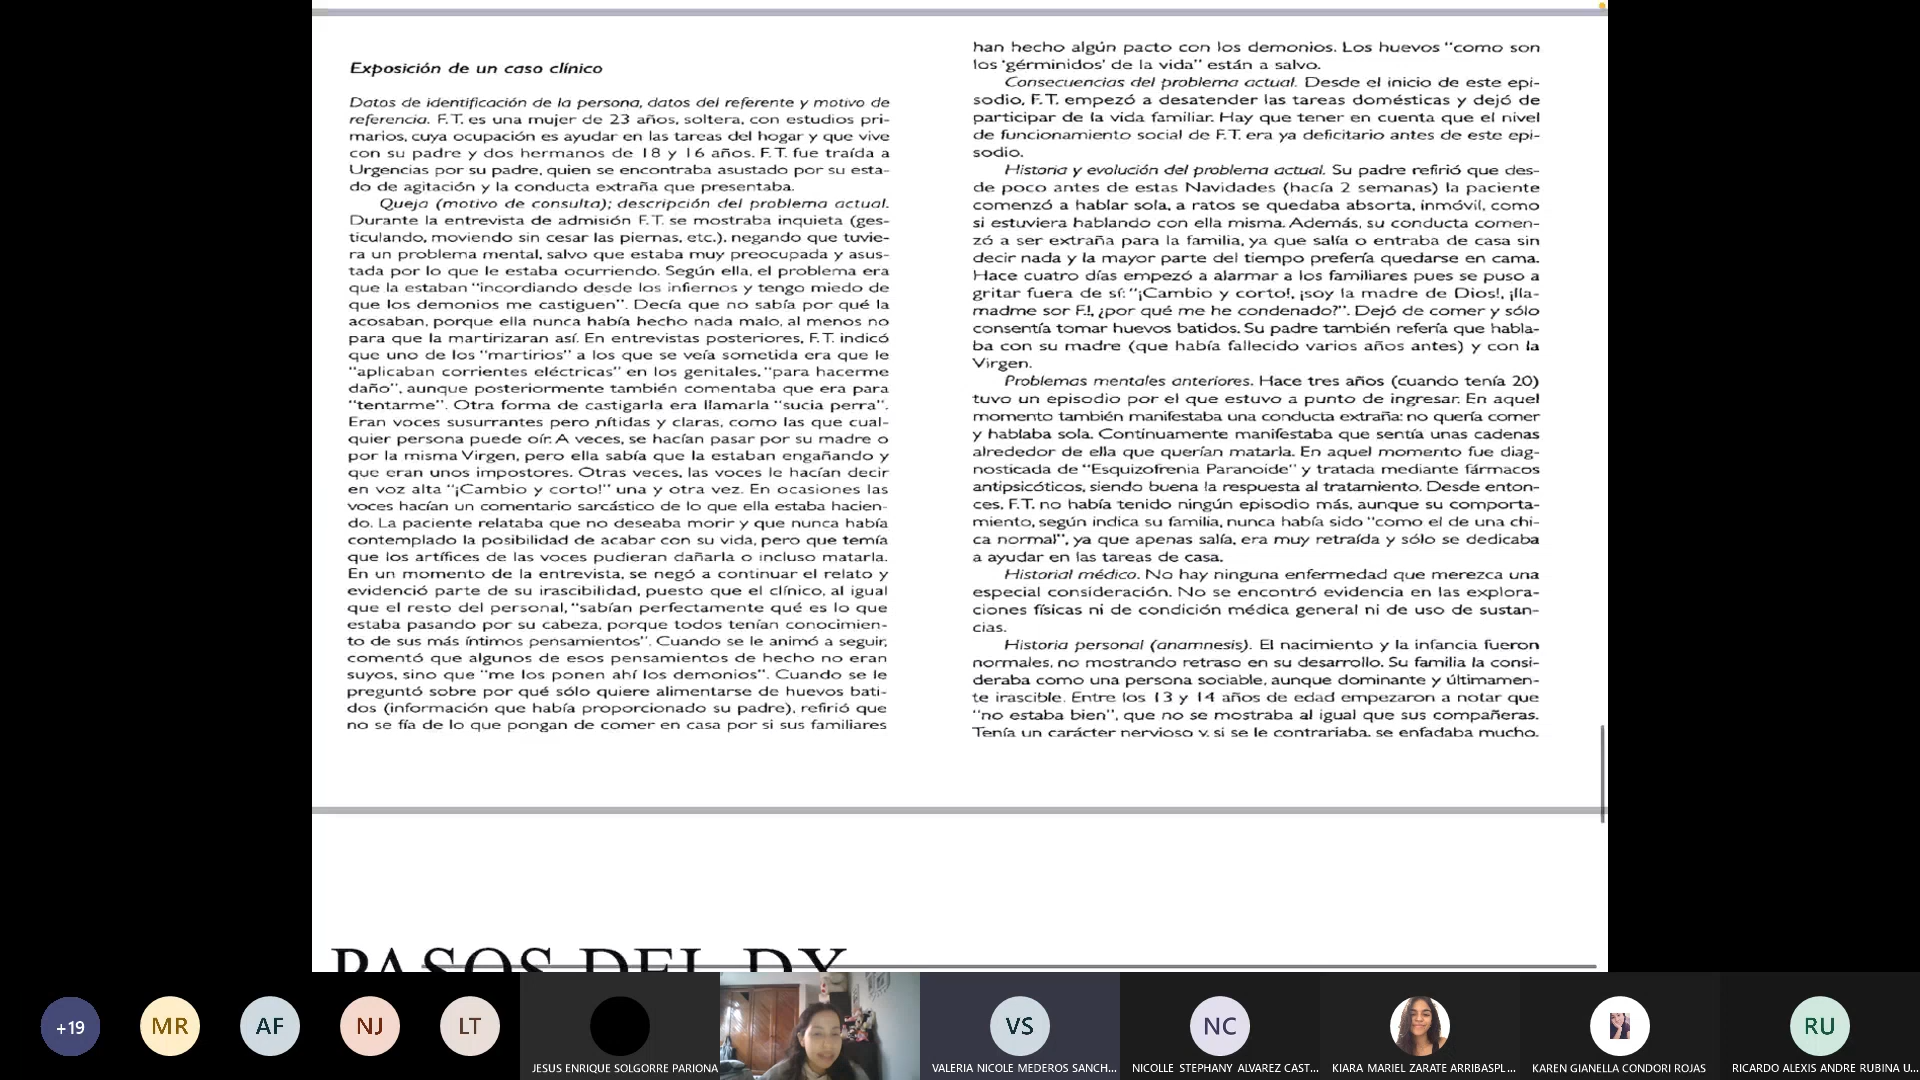 Exposición de un caso clínico
Datos de identificación de la persona, datos del referente y motivo de
referencia. F.T. es una mujer de 23 años, soltera, con estudios pri-
marios, cuya ocupación es ayudar en las tareas del hogar y que vive
con su padre y dos hermanos de 18 y 16 años. F.T. fue traída a
Urgencias por su padre, quien se encontraba asustado por su esta-
do de agitación y la conducta extraña que presentaba.
Queja (motivo de consulta); descripción del problema actual.
Durante la entrevista de admisión F.T. se mostraba inquieta (ges-
ticulando, moviendo sin cesar las piernas, etc.), negando que tuvie-
ra un problema mental, salvo que estaba muy preocupada y asus-
tada por lo que le estaba ocurriendo. Según ella, el problema era
que la estaban "incordiando desde los infiernos y tengo miedo de
que los demonios me castiguen". Decía que no sabía por qué la
acosaban, porque ella nunca había hecho nada malo, al menos no
para que la martirizaran así. En entrevistas posteriores, F.T. indicó
que uno de los "martirios" a los que se veía sometida era que le
"aplicaban corrientes eléctricas" en los genitales, "para hacerme
daño", aunque posteriormente también comentaba que era para
"tentarme". Otra forma de castigarla era llamarla "sucia perra".
Eran voces susurrantes pero nítidas y claras, como las que cual-
quier persona puede oír. A veces, se hacían pasar por su madre o
por la misma Virgen, pero ella sabía que la estaban engañando y
que eran unos impostores. Otras veces, las voces le hacían decir
en voz alta "¡Cambio y corto!" una y otra vez. En ocasiones las
voces hacían un comentario sarcástico de lo que ella estaba hacien-
do. La paciente relataba que no deseaba morir y que nunca había
contemplado la posibilidad de acabar con su vida, pero que temía
que los artífices de las voces pudieran dañarla o incluso matarla.
En un momento de la entrevista, se negó a continuar el relato y
evidenció parte de su irascibilidad, puesto que el clínico, al igual
que el resto del personal, "sabían perfectamente qué es lo que
estaba pasando por su cabeza, porque todos tenían conocimien-
to de sus más íntimos pensamientos". Cuando se le animó a seguir,
comentó que algunos de esos pensamientos de hecho no eran
suyos, sino que "me los ponen ahí los demonios". Cuando se le
preguntó sobre por qué sólo quiere alimentarse de huevos bati-
dos (información que había proporcionado su padre), refirió que
no se fía de lo que pongan de comer en casa por si sus familiares
han hecho algún pacto con los demonios. Los huevos "como son
los 'gérminidos' de la vida" están a salvo.
Consecuencias del problema actual. Desde el inicio de este epi-
sodio, F.T. empezó a desatender las tareas domésticas y dejó de
participar de la vida familiar. Hay que tener en cuenta que el nivel
de funcionamiento social de F.T. era ya deficitario antes de este epi-
sodio.
Historia y evolución del problema actual. Su padre refirió que des-
de poco antes de estas Navidades (hacía 2 semanas) la paciente
comenzó a hablar sola, a ratos se quedaba absorta, inmóvil, como
si estuviera hablando con ella misma. Además, su conducta comen-
zó a ser extraña para la familia, ya que salía o entraba de casa sin
decir nada y la mayor parte del tiempo prefería quedarse en cama.
Hace cuatro días empezó a alarmar a los familiares pues se puso a
gritar fuera de sí: "¡Cambio y corto!, ¡soy la madre de Dios!, ¡lla-
madme sor F.!, ¿por qué me he condenado?". Dejó de comer y sólo
consentía tomar huevos batidos. Su padre también refería que habla-
ba con su madre (que había fallecido varios años antes) y con la
Virgen.
Problemas mentales anteriores. Hace tres años (cuando tenía 20)
tuvo un episodio por el que estuvo a punto de ingresar. En aquel
momento también manifestaba una conducta extraña: no quería comer
y hablaba sola. Continuamente manifestaba que sentía unas cadenas
alrededor de ella que querían matarla. En aquel momento fue diag-
nosticada de "Esquizofrenia Paranoide" y tratada mediante fármacos
antipsicóticos, siendo buena la respuesta al tratamiento. Desde enton-
ces, F.T. no había tenido ningún episodio más, aunque su comporta-
miento, según indica su familia, nunca había sido "como el de una chi-
ca normal", ya que apenas salía, era muy retraída y sólo se dedicaba
a ayudar en las tareas de casa.
Historial médico. No hay ninguna enfermedad que merezca una
especial consideración. No se encontró evidencia en las explora-
ciones físicas ni de condición médica general ni de uso de sustan-
cias.
Historia personal (anamnesis). El nacimiento y la infancia fueron
normales, no mostrando retraso en su desarrollo. Su familia la consi-
deraba como una persona sociable, aunque dominante y últimamen-
te irascible. Entre los 13 y 14 años de edad empezaron a notar que
"no estaba bien", que no se mostraba al igual que sus compañeras.
Tenía un carácter nervioso y, si se le contrariaba, se enfadaba mucho.
PASOS DEL DX
+19
MR
AF
NJ
LT
JESUS ENRIQUE SOLGORRE PARIONA
VS
VALERIA NICOLE MEDEROS SANCH...
NC
NICOLLE STEPHANY ALVAREZ CAST...
KIARA MARIEL ZARATE ARRIBASPL...
KAREN GIANELLA CONDORI ROJAS
RU
RICARDO ALEXIS ANDRE RUBINA U...